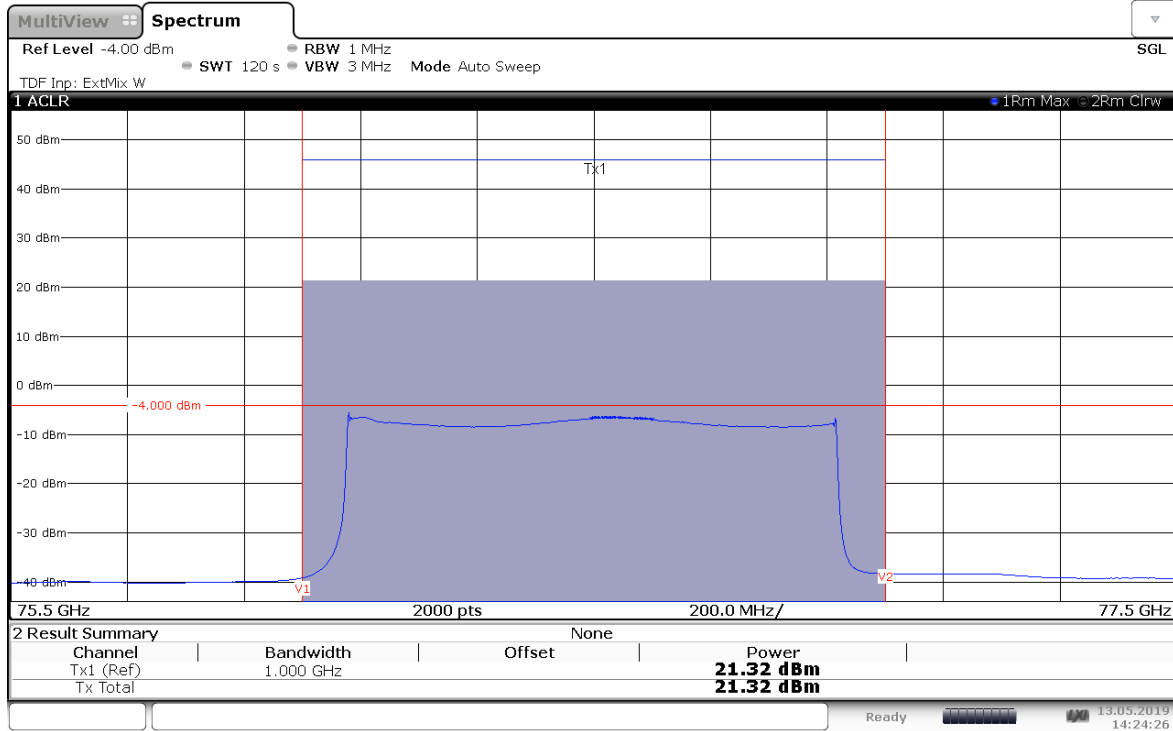 MultiView Spectrum
Ref Level -4.00 dBm RBW 1 MHz SGL
SWT 120 s VBW 3 MHz Mode Auto Sweep
TDF Inp: ExtMix W
1 ACLR 1Rm Max 2Rm Clrw
50 dBm
Tx1
40 dBm
30 dBm
20 dBm
10 dBm
0 dBm
-4.000 dBm
-10 dBm
-20 dBm
-30 dBm
-40 dBm
V1
V2
75.5 GHz 2000 pts 200.0 MHz/ 77.5 GHz
2 Result Summary None
Channel Bandwidth Offset Power
Tx1 (Ref) 1.000 GHz 21.32 dBm
Tx Total 21.32 dBm
Ready LXI 13.05.2019
14:24:26